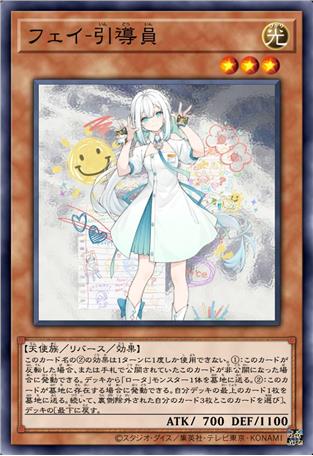 フェイ-引導員
光
【天使族／リバース／効果】
このカード名の②の効果は1ターンに1度しか使用できない。①：このカードが
反転した場合、または手札で公開されていたこのカードが非公開になった場
合に発動できる。デッキから「ロータ」モンスター1体を墓地に送る。②：このカー
ドが墓地に存在する場合に発動できる。自分デッキの最上のカード1枚を
墓地に送る。続いて、裏側除外された自分のカード3枚とこのカードを選び、
デッキの最下に戻す。
ATK/ 700 DEF/1100
©スタジオ・ダイス/集英社・テレビ東京・KONAMI